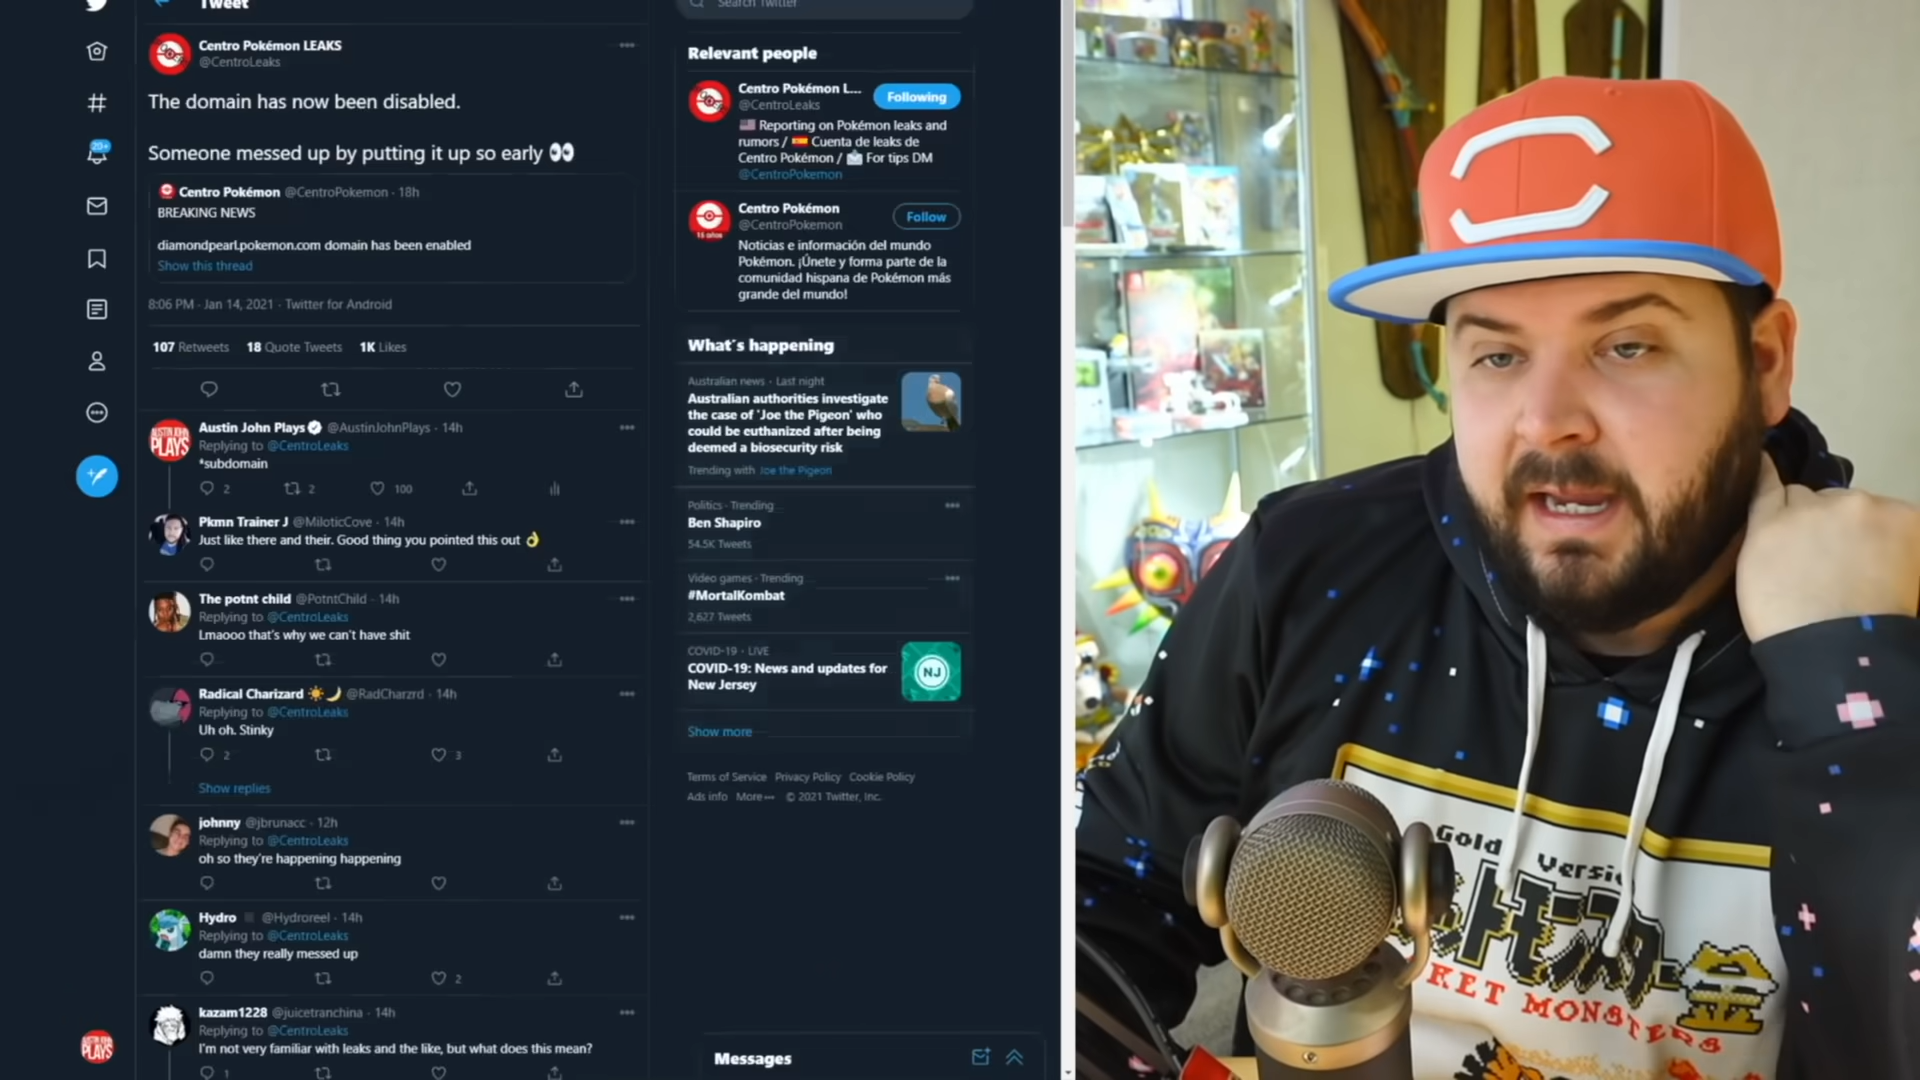 Tweet
Search Twitter
Centro Pokémon LEAKS
@CentroLeaks
The domain has now been disabled.
Someone messed up by putting it up so early 👀
Centro Pokémon @CentroPokemon · 18h
BREAKING NEWS
diamondpearl.pokemon.com domain has been enabled
Show this thread
8:06 PM · Jan 14, 2021 · Twitter for Android
107 Retweets 18 Quote Tweets 1K Likes
20+
Austin John Plays @AustinJohnPlays · 14h
Replying to @CentroLeaks
*subdomain
2 2 100
Pkmn Trainer J @MiloticCove · 14h
Just like there and their. Good thing you pointed this out 👌
The potnt child @PotntChild · 14h
Replying to @CentroLeaks
Lmaooo that's why we can't have shit
Radical Charizard ☀️🌙 @RadCharzrd · 14h
Replying to @CentroLeaks
Uh oh. Stinky
2 3
Show replies
johnny @jbrunacc · 12h
Replying to @CentroLeaks
oh so they're happening happening
Hydro @Hydroreel · 14h
Replying to @CentroLeaks
damn they really messed up
2
kazam1228 @juicetranchina · 14h
Replying to @CentroLeaks
I'm not very familiar with leaks and the like, but what does this mean?
1
AUSTIN JOHN
PLAYS
Relevant people
Centro Pokémon L...
@CentroLeaks
Following
🇺🇸 Reporting on Pokémon leaks and
rumors / 🇪🇸 Cuenta de leaks de
Centro Pokémon / 📩 For tips DM
@CentroPokemon
Centro Pokémon
@CentroPokemon
Follow
Noticias e información del mundo
Pokémon. ¡Únete y forma parte de la
comunidad hispana de Pokémon más
grande del mundo!
What's happening
Australian news · Last night
Australian authorities investigate
the case of 'Joe the Pigeon' who
could be euthanized after being
deemed a biosecurity risk
Trending with Joe the Pigeon
Politics · Trending
Ben Shapiro
54.5K Tweets
Video games · Trending
#MortalKombat
2,627 Tweets
COVID-19 · LIVE
COVID-19: News and updates for
New Jersey
NJ
Show more
Terms of Service Privacy Policy Cookie Policy
Ads info More ··· © 2021 Twitter, Inc.
Messages
Gold Versi
トモスタ
金
KET MONSTERS